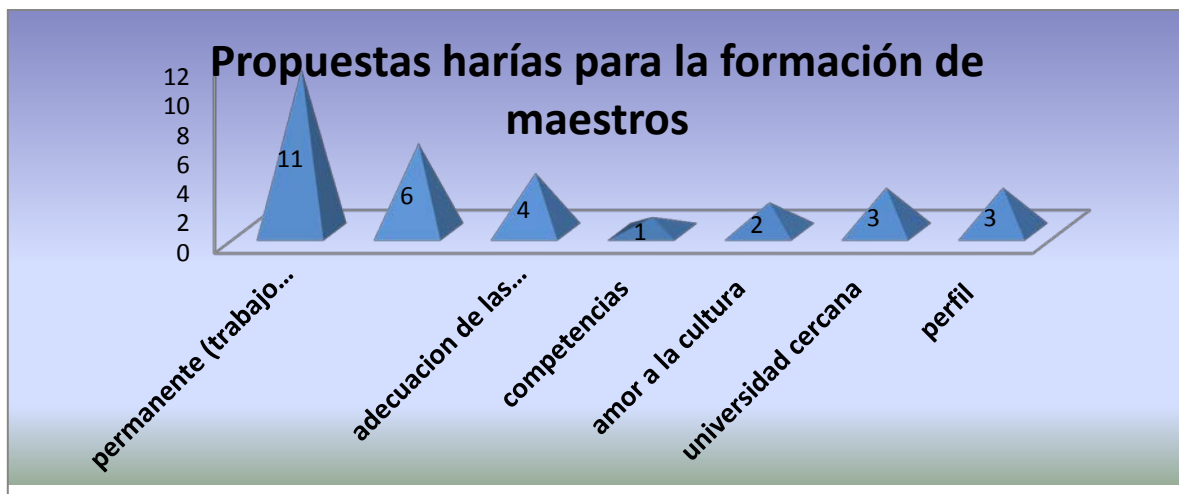 Propuestas harías para la formación de
maestros
12
10
8
6
4
2
0
11
6
4
1
2
3
3
permanente (trabajo...
adecuacion de las...
competencias
amor a la cultura
universidad cercana
perfil